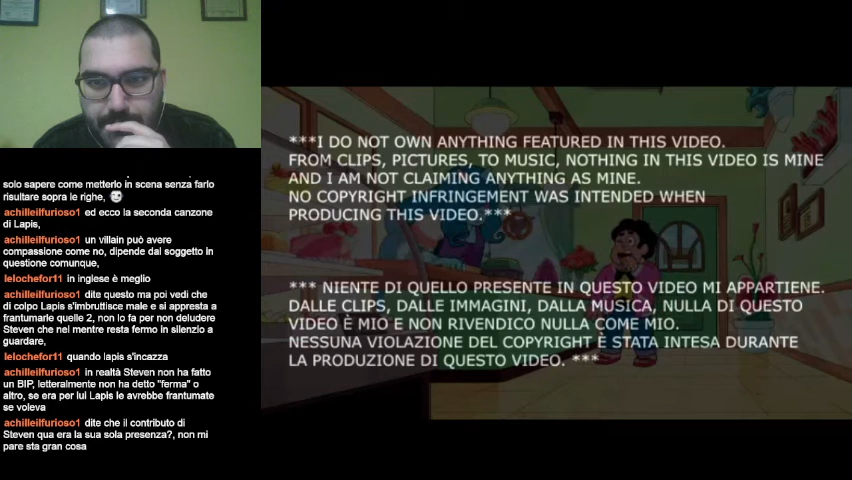 solo sapere come metterlo in scena senza farlo
risultare sopra le righe,
achilleilfurioso1 ed ecco la seconda canzone
di Lapis,
achilleilfurioso1 un villain può avere
compassione come no, dipende dal soggetto in
questione comunque,
lelochefor11 in inglese è meglio
achilleilfurioso1 dite questo ma poi vedi che
di colpo Lapis s'imbruttisce male e si appresta a
frantumarle quelle 2, non lo fa per non deludere
Steven che nel mentre resta fermo in silenzio a
guardare,
lelochefor11 quando lapis s'incazza
achilleilfurioso1 in realtà Steven non ha fatto
un BIP, letteralmente non ha detto "ferma" o
altro, se era per lui Lapis le avrebbe frantumate
se voleva
achilleilfurioso1 dite che il contributo di
Steven qua era la sua sola presenza?, non mi
pare sta gran cosa
***I DO NOT OWN ANYTHING FEATURED IN THIS VIDEO.
FROM CLIPS, PICTURES, TO MUSIC, NOTHING IN THIS VIDEO IS MINE
AND I AM NOT CLAIMING ANYTHING AS MINE.
NO COPYRIGHT INFRINGEMENT WAS INTENDED WHEN
PRODUCING THIS VIDEO.***
*** NIENTE DI QUELLO PRESENTE IN QUESTO VIDEO MI APPARTIENE.
DALLE CLIPS, DALLE IMMAGINI, DALLA MUSICA, NULLA DI QUESTO
VIDEO È MIO E NON RIVENDICO NULLA COME MIO.
NESSUNA VIOLAZIONE DEL COPYRIGHT È STATA INTESA DURANTE
LA PRODUZIONE DI QUESTO VIDEO. ***